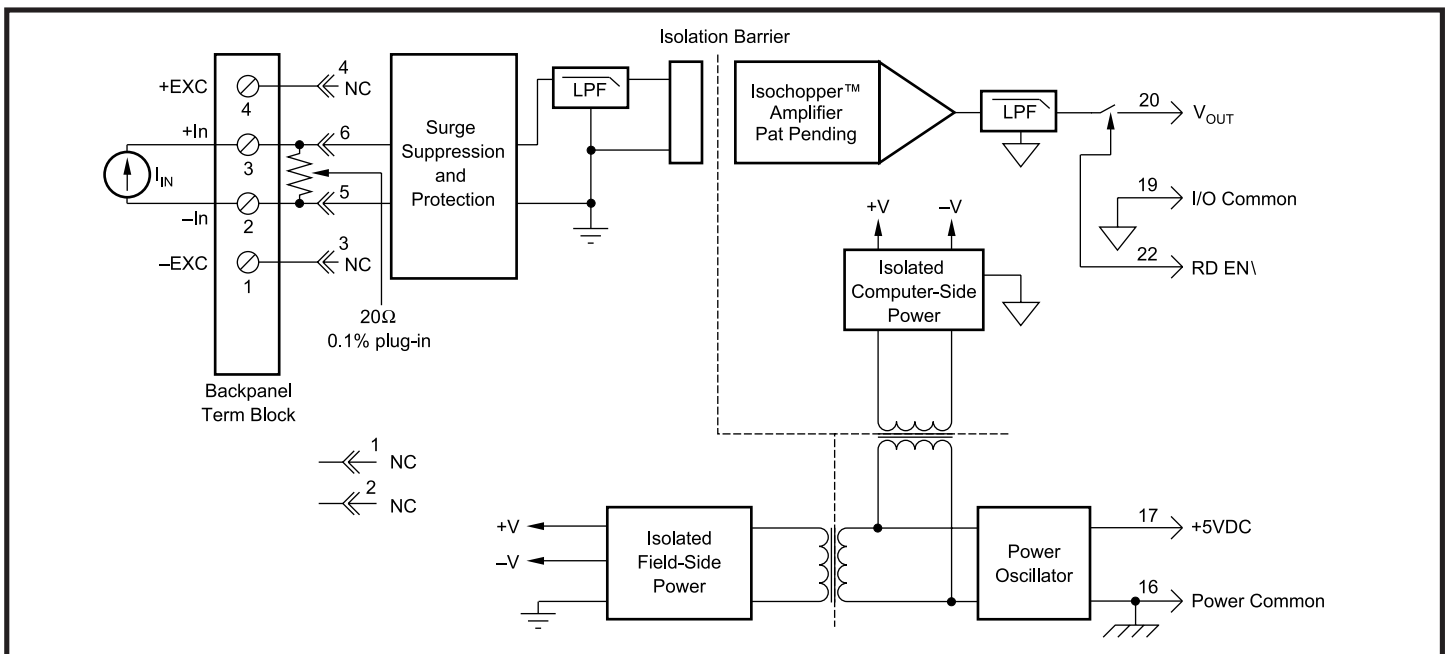 Isolation Barrier
+EXC
4
4
NC
+In
3
6
I_IN
–In
2
5
–EXC
1
3
NC
Surge
Suppression
and
Protection
LPF
Isochopper™
Amplifier
Pat Pending
LPF
20
V_OUT
19
I/O Common
22
RD EN\
+V
–V
Isolated
Computer-Side
Power
20Ω
0.1% plug-in
Backpanel
Term Block
1
NC
2
NC
+V
–V
Isolated
Field-Side
Power
Power
Oscillator
17
+5VDC
16
Power Common